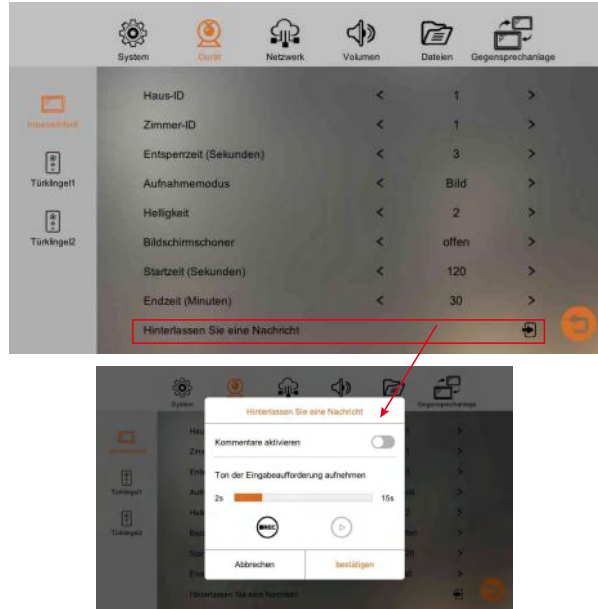 System Gerät Netzwerk Volumen Dateien Gegensprechanlage
Inneneinheit
Türklingel1
Türklingel2
Haus-ID < 1 >
Zimmer-ID < 1 >
Entsperrzeit (Sekunden) < 3 >
Aufnahmemodus < Bild >
Helligkeit < 2 >
Bildschirmschoner < offen >
Startzeit (Sekunden) < 120 >
Endzeit (Minuten) < 30 >
Hinterlassen Sie eine Nachricht
System Gegensprechanlage
Türklingel1
Türklingel2
Hinterlassen Sie eine Nachricht
Kommentare aktivieren
Ton der Eingabeaufforderung aufnehmen
2s 15s
REC
Abbrechen bestätigen
Hinterlassen Sie eine Nachricht